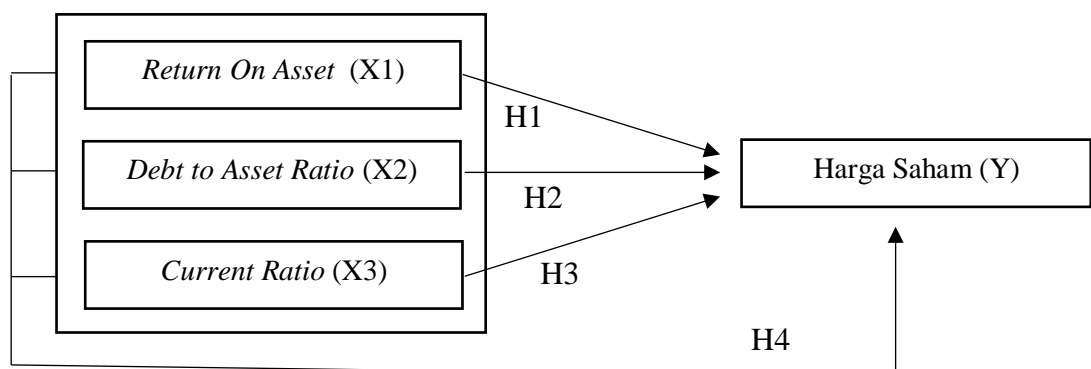 Return On Asset (X1)
H1
Debt to Asset Ratio (X2)
Harga Saham (Y)
H2
Current Ratio (X3)
H3
H4